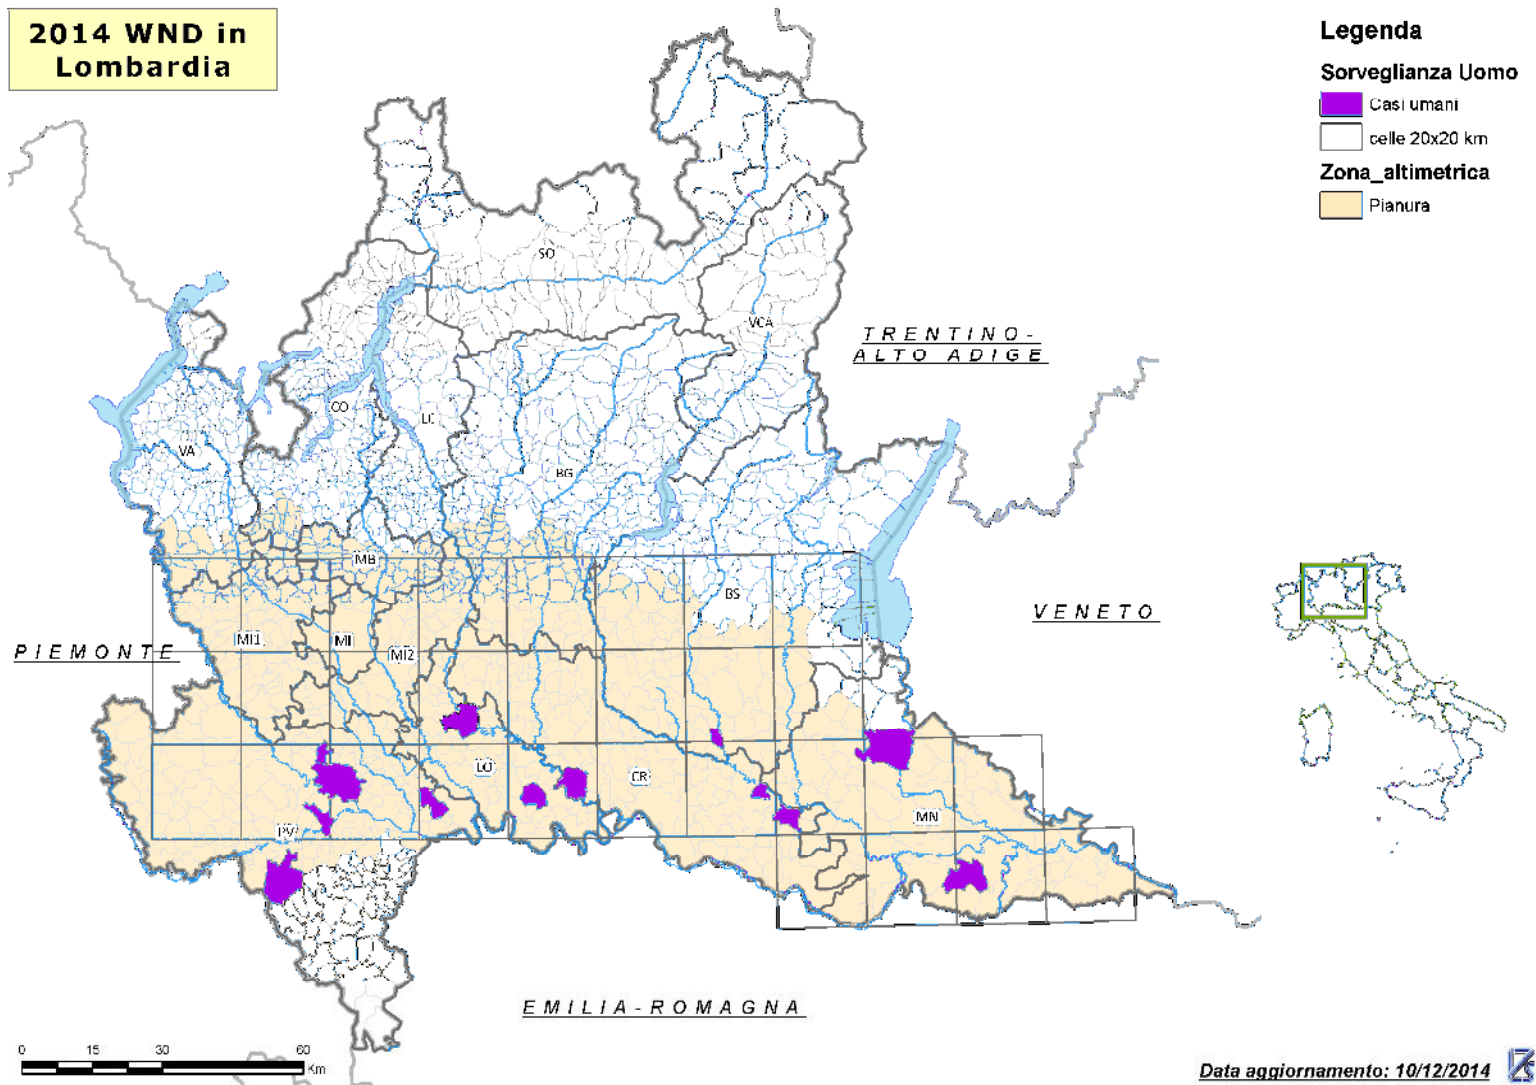 2014 WND in
Lombardia
Legenda
Sorveglianza Uomo
Casi umani
celle 20x20 km
Zona_altimetrica
Pianura
SO
VCA
TRENTINO-
ALTO ADIGE
CO
LC
VA
BG
MB
BS
VENETO
MI1
MI
MI2
PIEMONTE
LO
CR
PV
MN
EMILIA-ROMAGNA
0 15 30 60
Km
Data aggiornamento: 10/12/2014